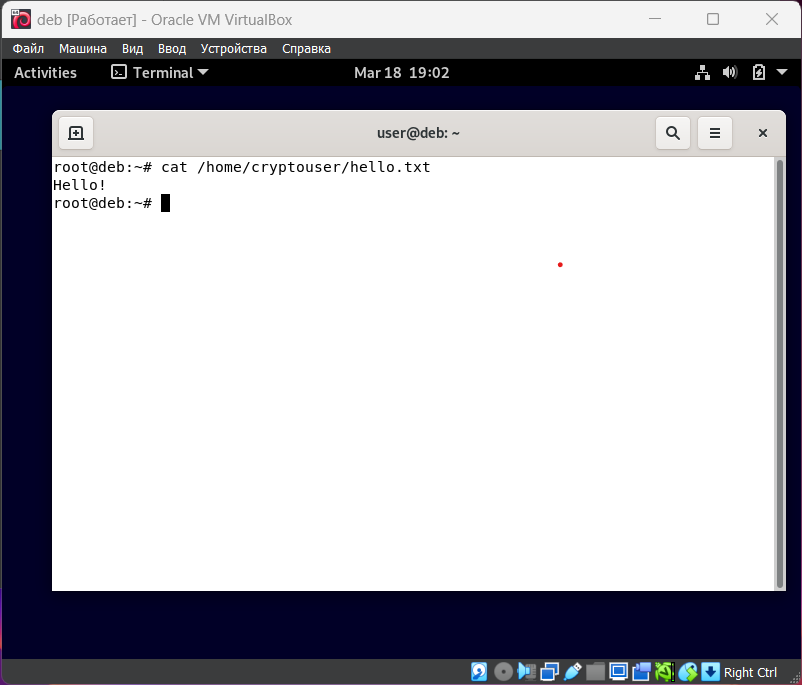 deb [Работает] - Oracle VM VirtualBox
Файл Машина Вид Ввод Устройства Справка
Activities Terminal Mar 18 19:02
user@deb: ~
root@deb:~# cat /home/cryptouser/hello.txt
Hello!
root@deb:~#
Right Ctrl